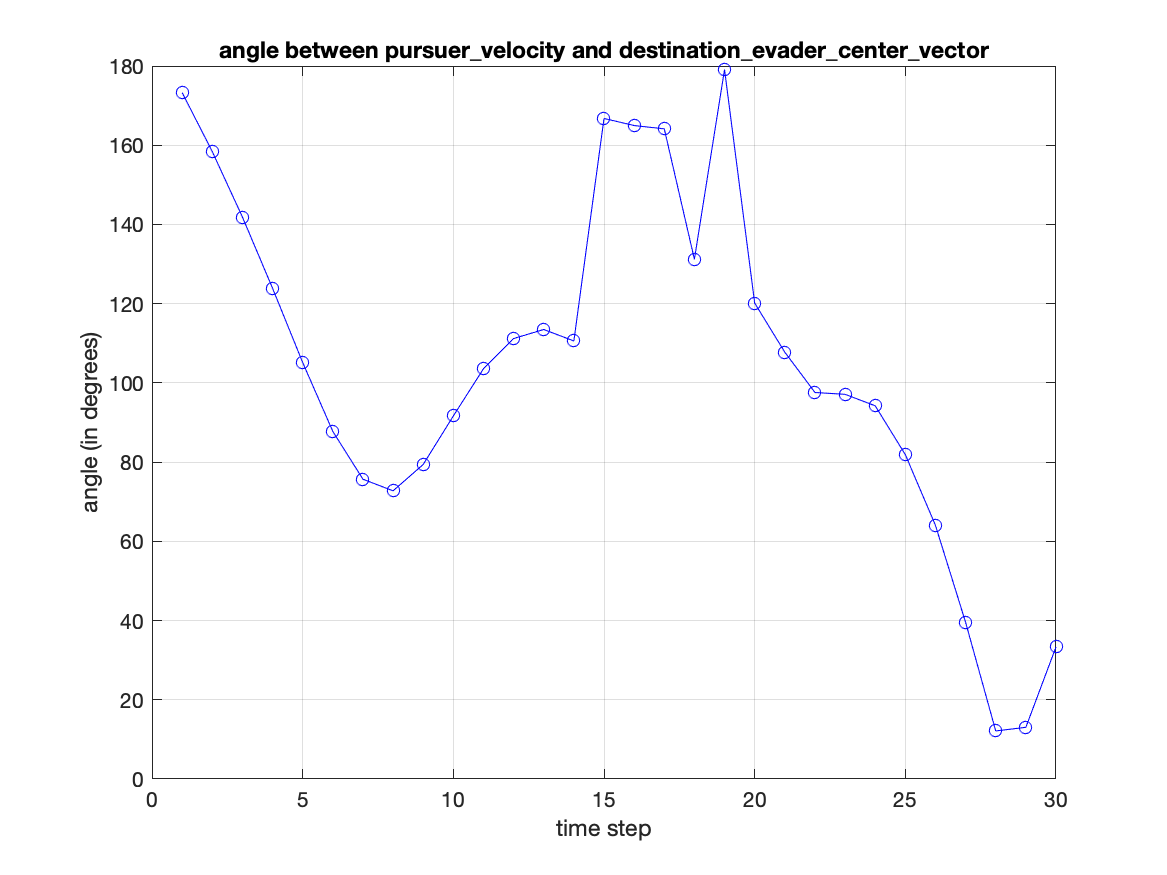 angle between pursuer_velocity and destination_evader_center_vector
180
160
140
120
100
80
60
40
20
0
angle (in degrees)
0 5 10 15 20 25 30
time step